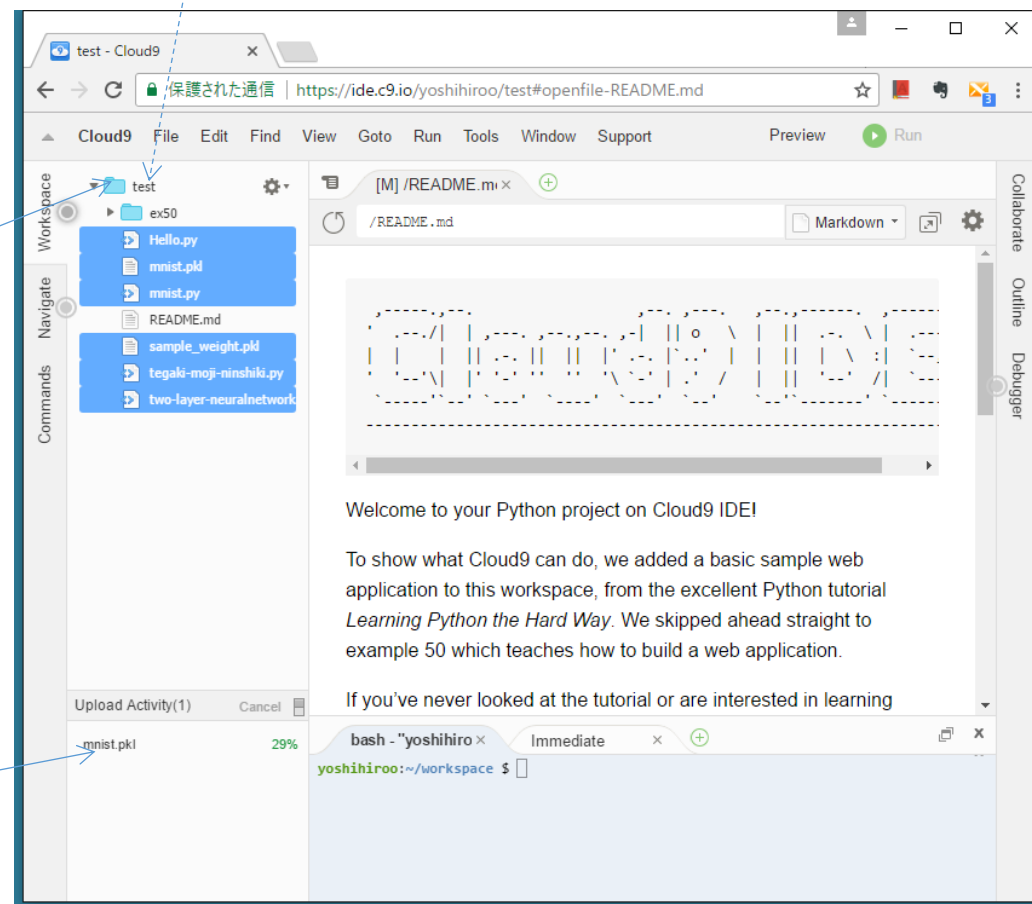 test - Cloud9
保護された通信 https://ide.c9.io/yoshihiroo/test#openfile-README.md
3
Cloud9 File Edit Find View Goto Run Tools Window Support Preview Run
Workspace
Navigate
Commands
test
ex50
Hello.py
mnist.pkl
mnist.py
README.md
sample_weight.pkl
tegaki-moji-ninshiki.py
two-layer-neuralnetwork
Upload Activity(1) Cancel
mnist.pkl 29%
[M] /README.m
/README.md Markdown
Cloud9 IDE
Welcome to your Python project on Cloud9 IDE!
To show what Cloud9 can do, we added a basic sample web
application to this workspace, from the excellent Python tutorial
Learning Python the Hard Way. We skipped ahead straight to
example 50 which teaches how to build a web application.
If you've never looked at the tutorial or are interested in learning
bash - "yoshihiro Immediate
yoshihiroo:~/workspace $
Collaborate
Outline
Debugger